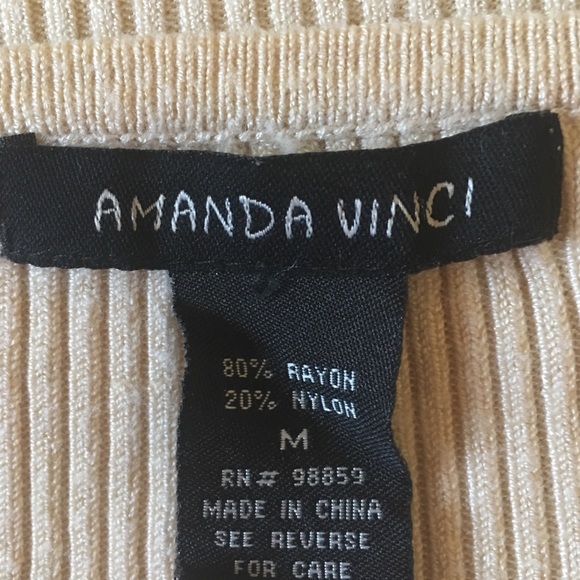 AMANDA VINCI
80% RAYON
20% NYLON
M
RN# 98859
MADE IN CHINA
SEE REVERSE
FOR CARE